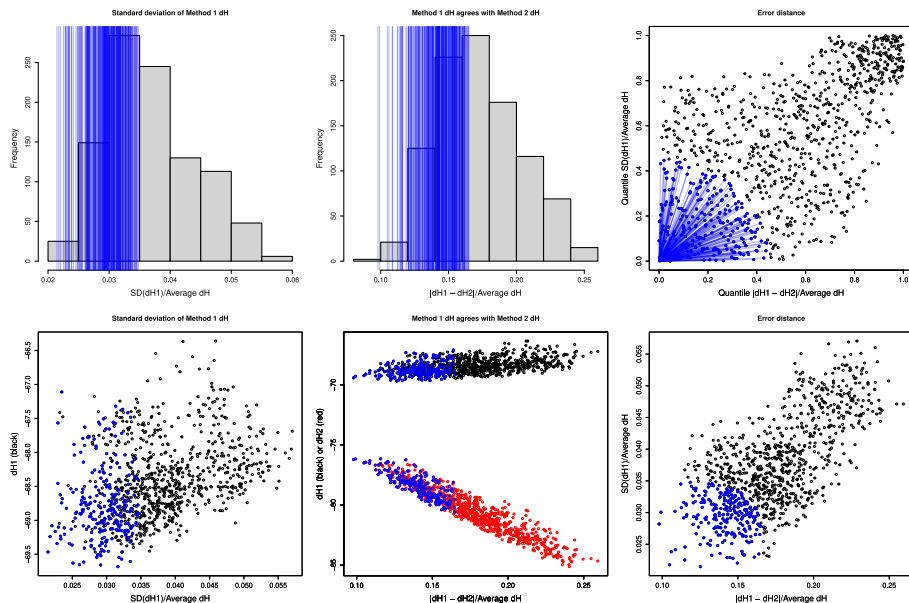 Standard deviation of Method 1 dH
Frequency
0 50 100 150 200 250
0.02 0.03 0.04 0.05 0.06
SD(dH1)/Average dH
Method 1 dH agrees with Method 2 dH
Frequency
0 50 100 150 200 250
0.10 0.15 0.20 0.25
|dH1 − dH2|/Average dH
Error distance
Quantile SD(dH1)/Average dH
0.0 0.2 0.4 0.6 0.8 1.0
0.0 0.2 0.4 0.6 0.8 1.0
Quantile |dH1 − dH2|/Average dH
Standard deviation of Method 1 dH
dH1 (black)
−69.5 −69.0 −68.5 −68.0 −67.5 −67.0 −66.5
0.025 0.030 0.035 0.040 0.045 0.050 0.055
SD(dH1)/Average dH
Method 1 dH agrees with Method 2 dH
dH1 (black) or dH2 (red)
−85 −80 −75 −70
0.10 0.15 0.20 0.25
|dH1 − dH2|/Average dH
Error distance
SD(dH1)/Average dH
0.025 0.030 0.035 0.040 0.045 0.050 0.055
0.10 0.15 0.20 0.25
|dH1 − dH2|/Average dH